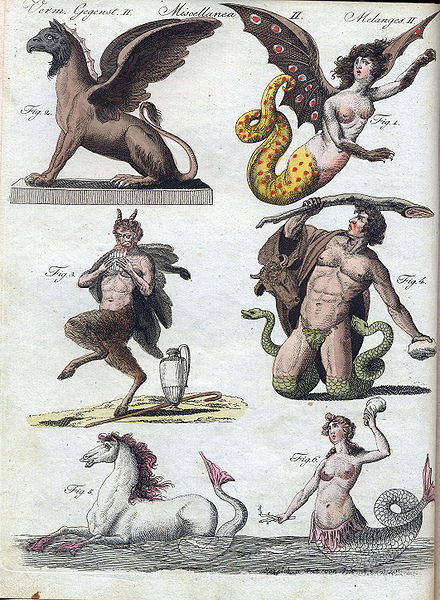 Verm. Gegenst. II. Miscellanea II. Melanges. II
Fig. 2.
Fig. 1.
Fig. 3.
Fig. 4.
Fig. 5.
Fig. 6.